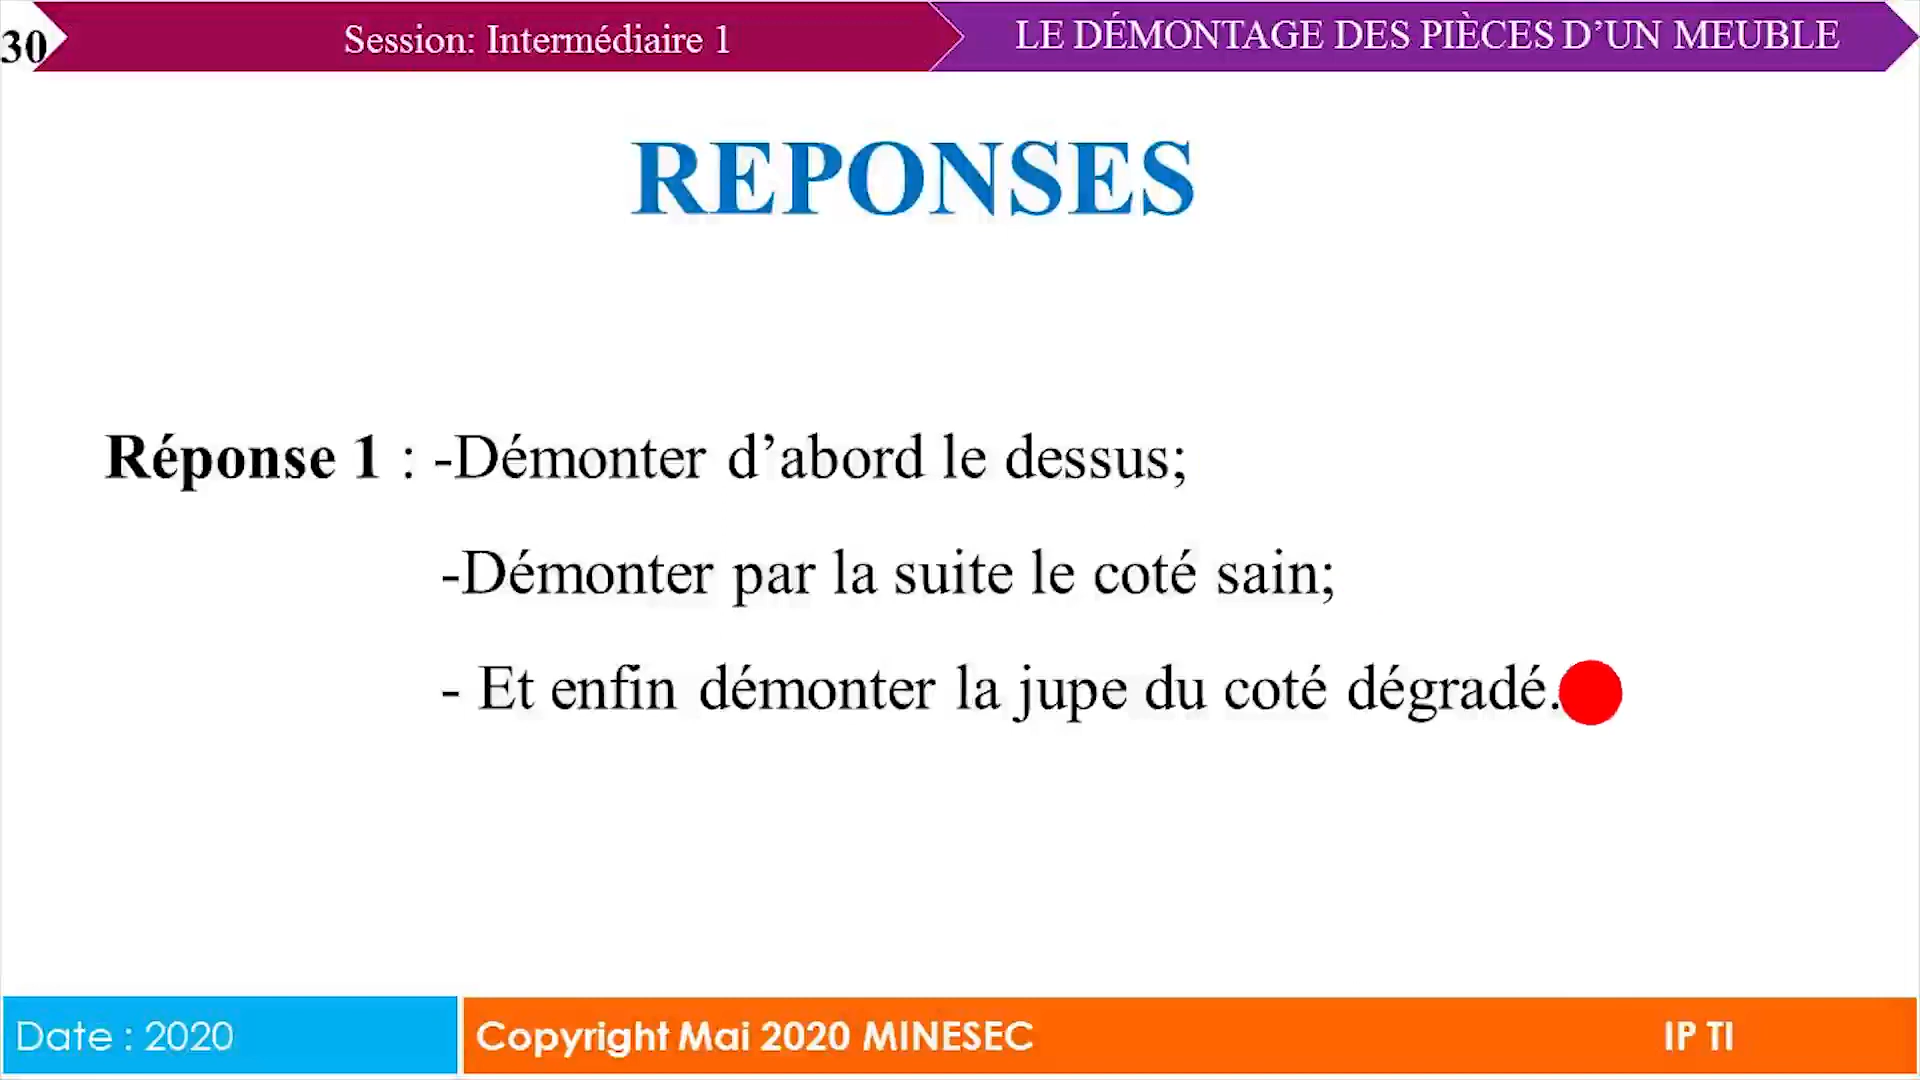 30
Session: Intermédiaire 1
LE DÉMONTAGE DES PIÈCES D’UN MEUBLE
REPONSES
Réponse 1 : -Démonter d’abord le dessus;
-Démonter par la suite le coté sain;
- Et enfin démonter la jupe du coté dégradé.
Date : 2020
Copyright Mai 2020 MINESEC
IP TI